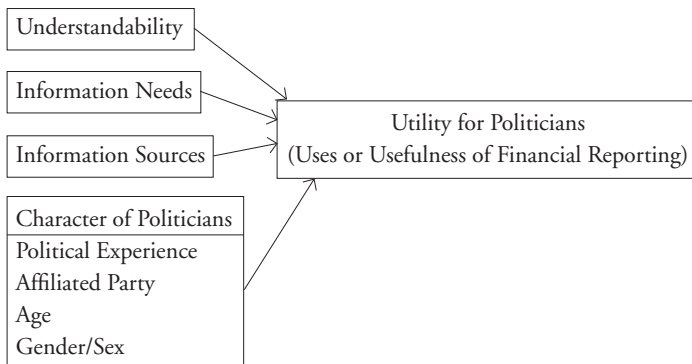 Understandability
Information Needs
Information Sources
Utility for Politicians
(Uses or Usefulness of Financial Reporting)
Character of Politicians
Political Experience
Affiliated Party
Age
Gender/Sex